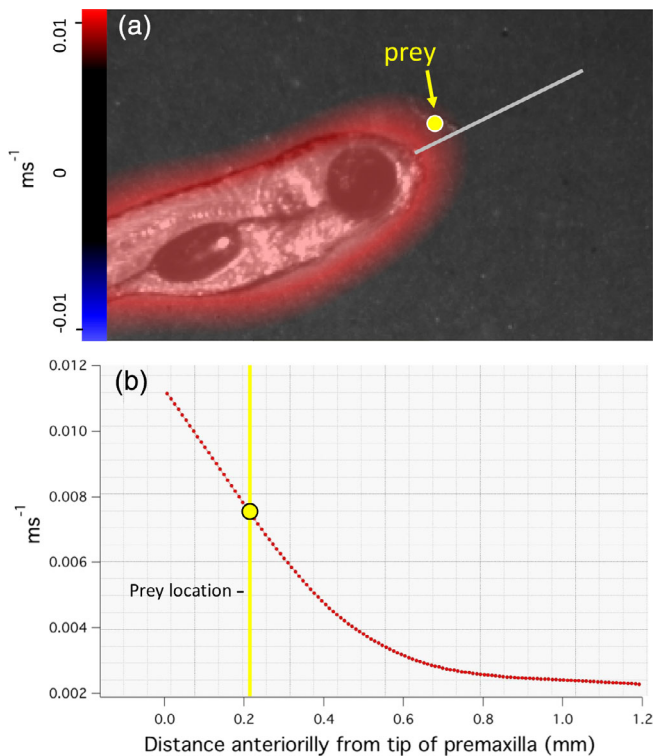 (a)
prey
0.01
0
-0.01
ms-1
(b)
0.012
0.010
0.008
0.006
0.004
0.002
ms-1
Prey location
0.0 0.2 0.4 0.6 0.8 1.0 1.2
Distance anteriorilly from tip of premaxilla (mm)